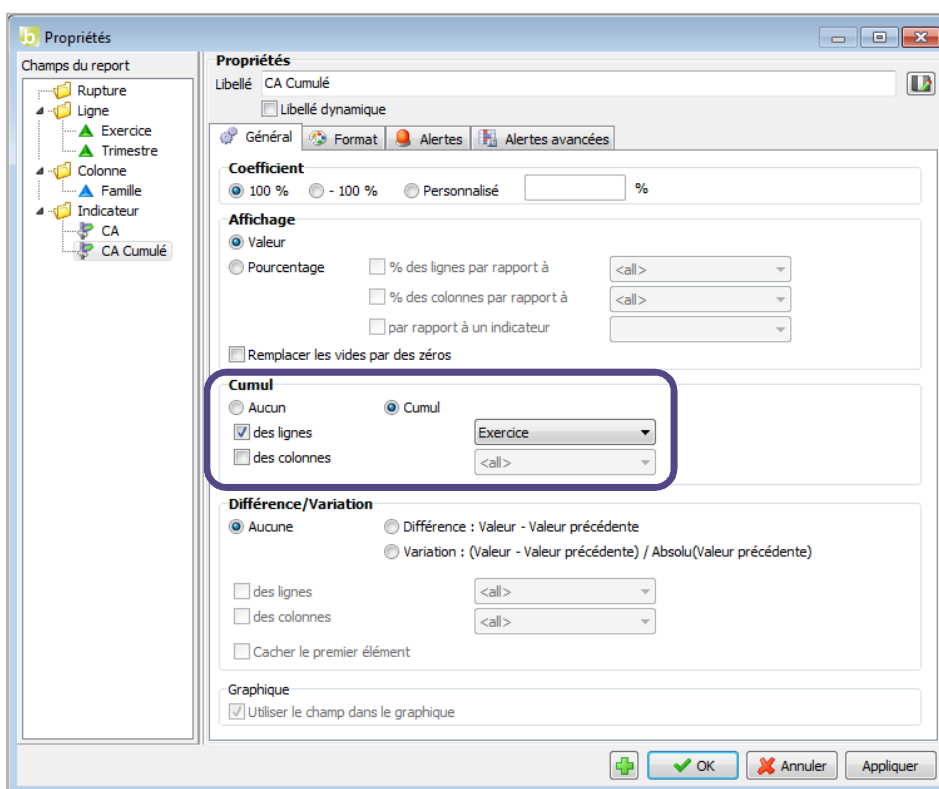 Propriétés
Champs du report
Rupture
Ligne
Exercice
Trimestre
Colonne
Famille
Indicateur
CA
CA Cumulé
Propriétés
Libellé CA Cumulé
Libellé dynamique
Général Format Alertes Alertes avancées
Coefficient
100 % - 100 % Personnalisé %
Affichage
Valeur
Pourcentage % des lignes par rapport à <all>
% des colonnes par rapport à <all>
par rapport à un indicateur
Remplacer les vides par des zéros
Cumul
Aucun Cumul
des lignes Exercice
des colonnes <all>
Différence/Variation
Aucune Différence : Valeur - Valeur précédente
Variation : (Valeur - Valeur précédente) / Absolu(Valeur précédente)
des lignes <all>
des colonnes <all>
Cacher le premier élément
Graphique
Utiliser le champ dans le graphique
OK Annuler Appliquer